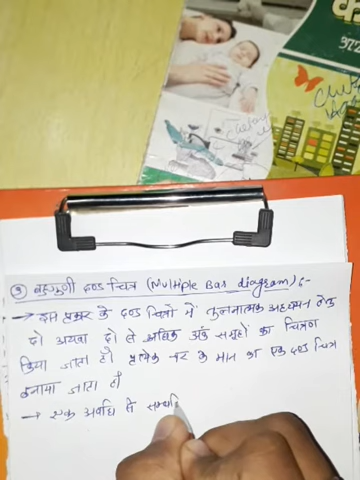 ③ बहुगुणी दण्ड चित्र (Multiple Bar diagram) :-
→ इस प्रकार के दण्ड चित्रों में तुलनात्मक अध्ययन हेतु
दो अथवा दो से अधिक अंक समूहों का चित्रण
किया जाता है। प्रत्येक चर के मान का एक दण्ड चित्र
बनाया जाता है
→ एक अवधि से सम्बंधि